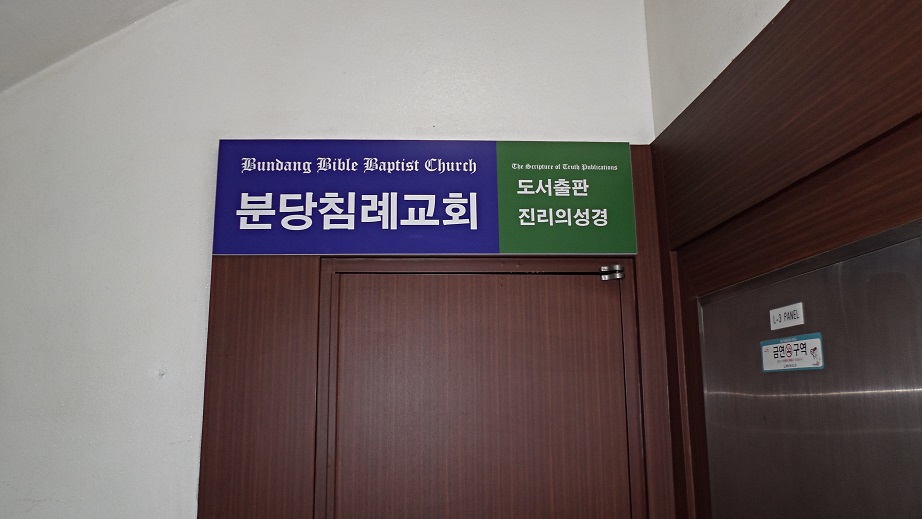 Bundang Bible Baptist Church
분당침례교회
The Scripture of Truth Publications
도서출판
진리의성경
L-3 PANEL
금연구역